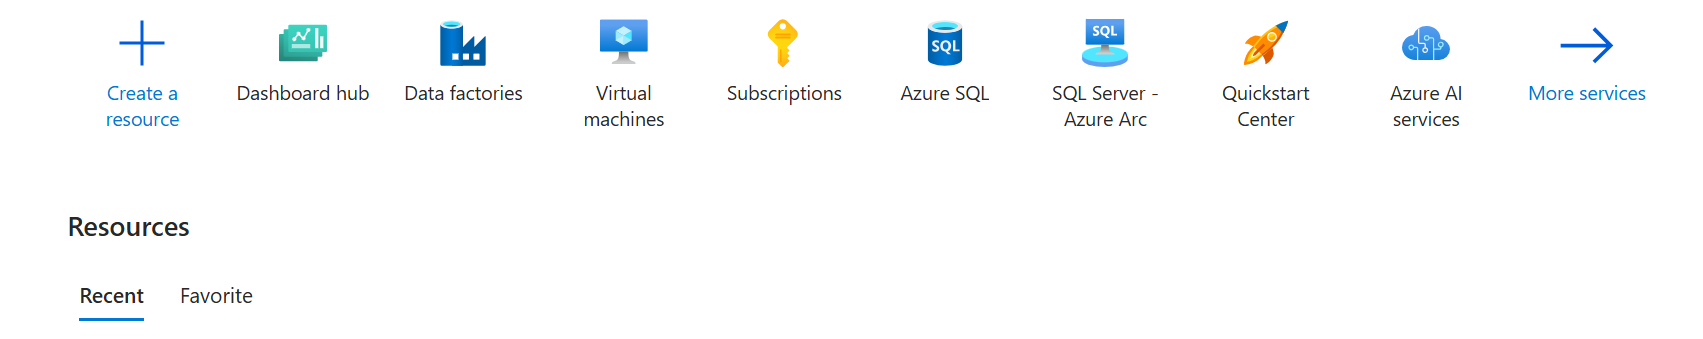 SQL
SQL
Create a
resource
Dashboard hub
Data factories
Virtual
machines
Subscriptions
Azure SQL
SQL Server -
Azure Arc
Quickstart
Center
Azure AI
services
More services
Resources
Recent
Favorite